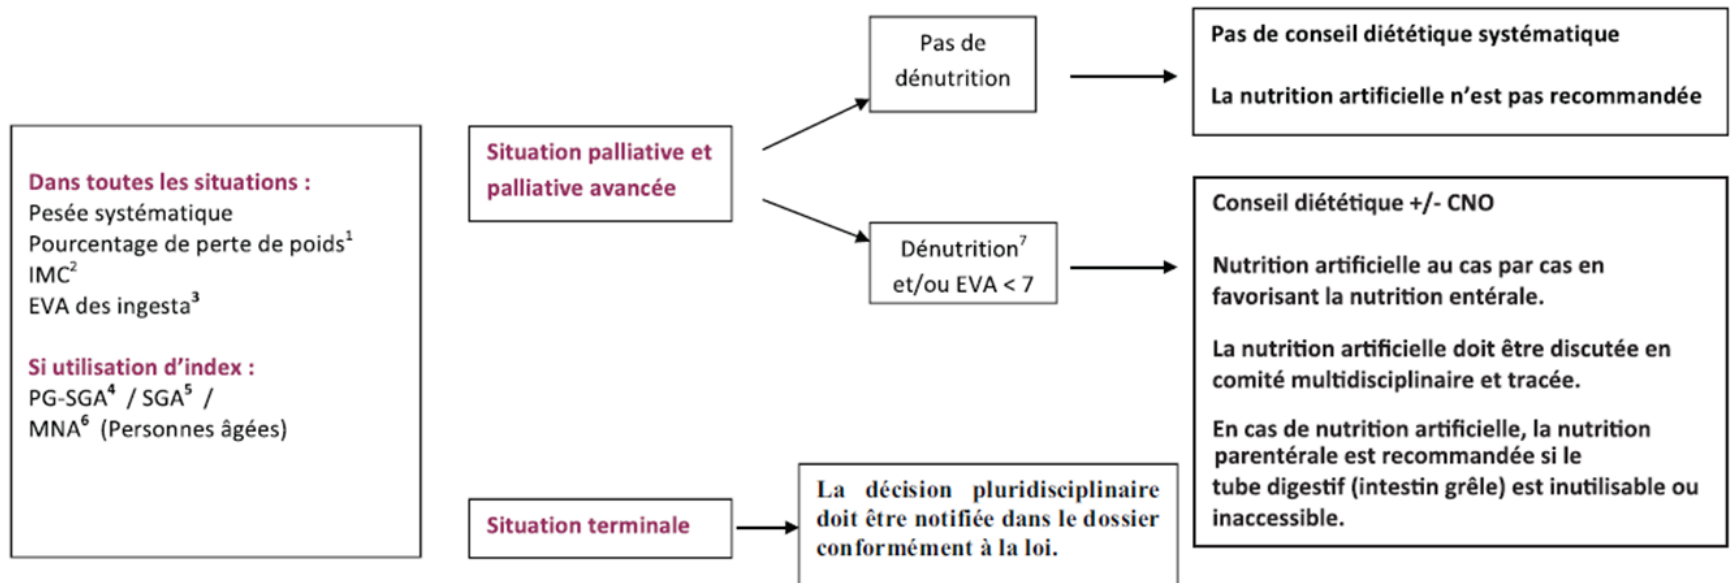 Dans toutes les situations :
Pesée systématique
Pourcentage de perte de poids¹
IMC²
EVA des ingesta³
Si utilisation d’index :
PG-SGA⁴ / SGA⁵ /
MNA⁶ (Personnes âgées)
Situation palliative et
palliative avancée
Pas de
dénutrition
Pas de conseil diététique systématique
La nutrition artificielle n’est pas recommandée
Dénutrition⁷
et/ou EVA < 7
Conseil diététique +/- CNO
Nutrition artificielle au cas par cas en
favorisant la nutrition entérale.
La nutrition artificielle doit être discutée en
comité multidisciplinaire et tracée.
En cas de nutrition artificielle, la nutrition
parentérale est recommandée si le
tube digestif (intestin grêle) est inutilisable ou
inaccessible.
Situation terminale
La décision pluridisciplinaire
doit être notifiée dans le dossier
conformément à la loi.